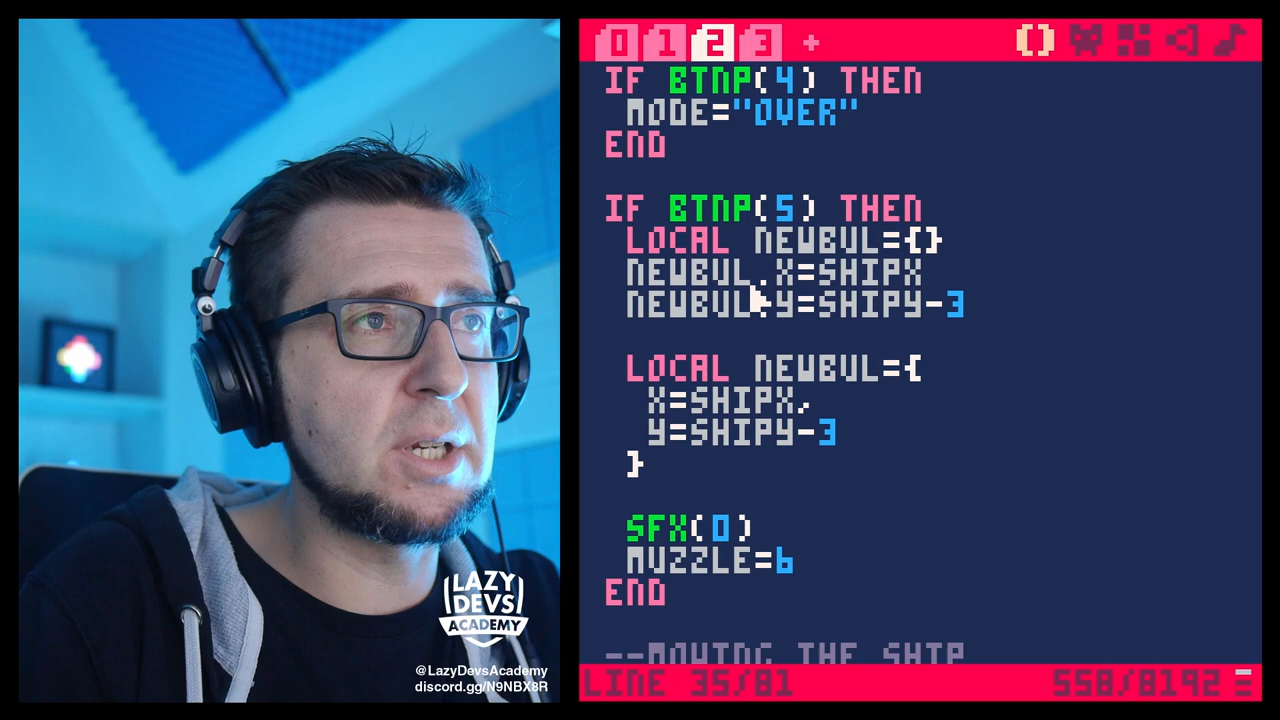 0 1 2 3 +
IF BTNP(4) THEN
MODE="OVER"
END
IF BTNP(5) THEN
LOCAL NEWBUL={}
NEWBUL.X=SHIPX
NEWBUL.Y=SHIPY-3
LOCAL NEWBUL={
X=SHIPX,
Y=SHIPY-3
}
SFX(0)
MUZZLE=6
END
--MOVING THE SHIP
LINE 35/81
558/8192
LAZY
DEVS
ACADEMY
@LazyDevsAcademy
discord.gg/N9NBX8R